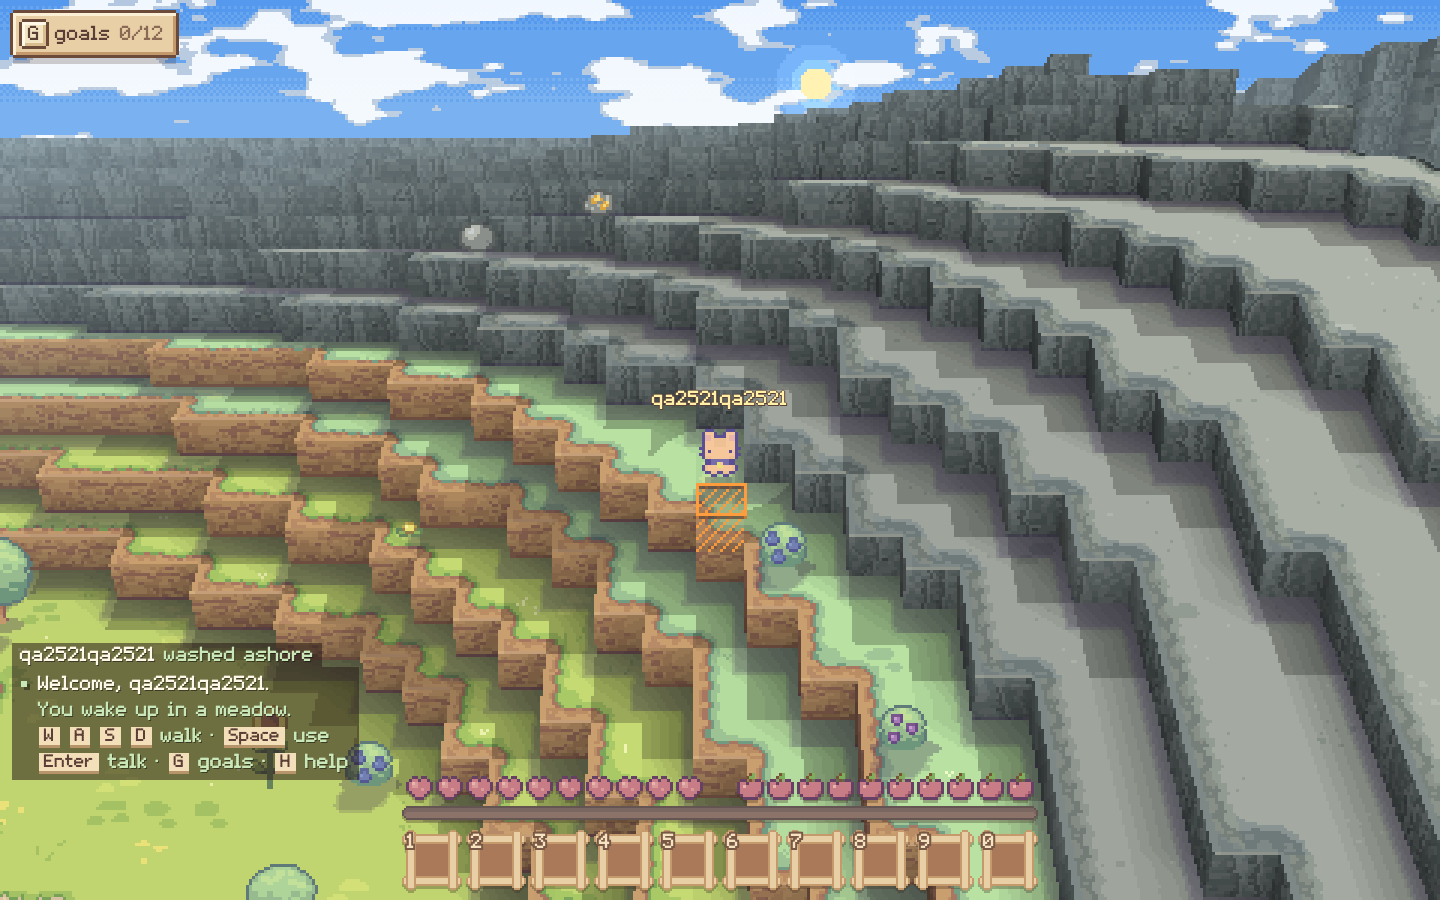 G goals 0/12
qa2521qa2521
qa2521qa2521 washed ashore
Welcome, qa2521qa2521.
You wake up in a meadow.
W A S D walk · Space use
Enter talk · G goals · H help
1 2 3 4 5 6 7 8 9 0